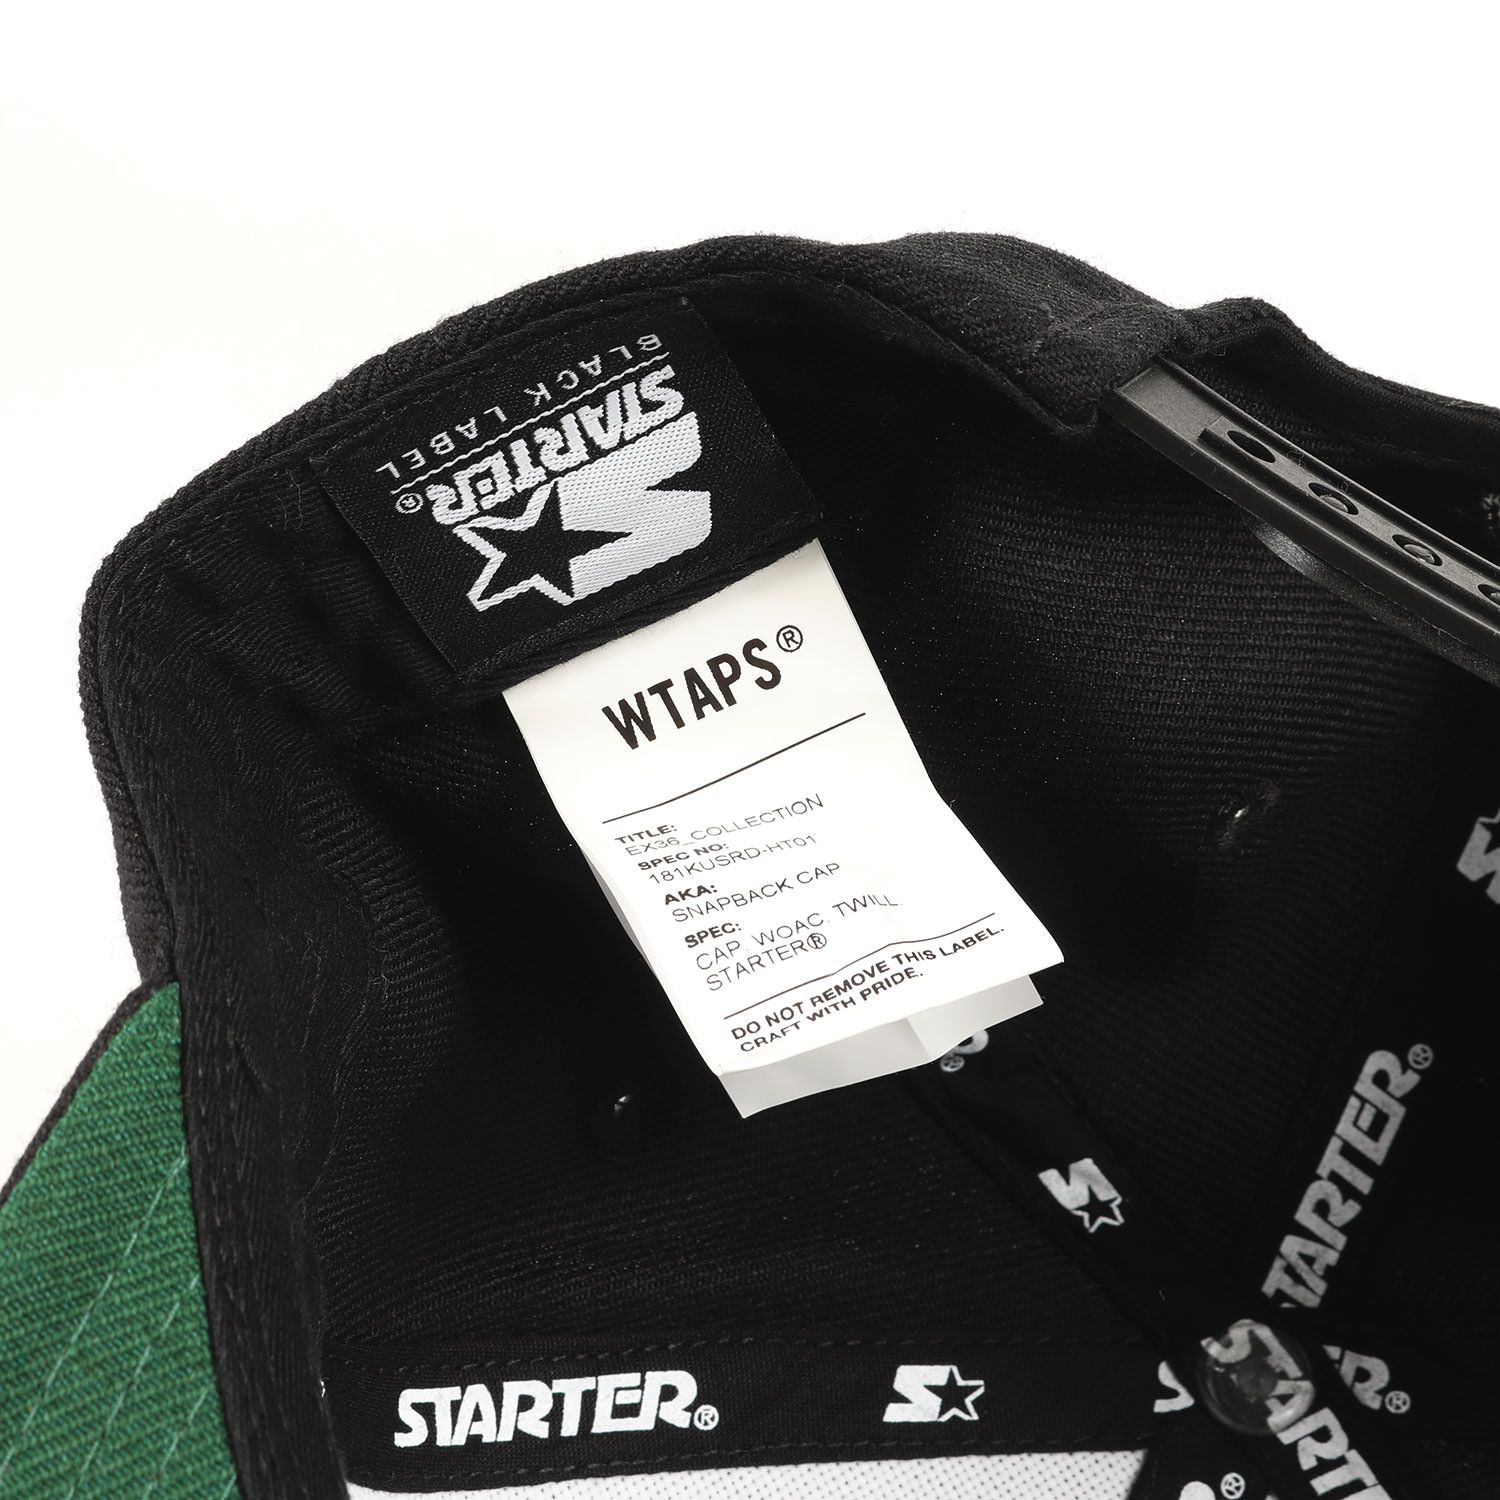 BLACK LABEL
STARTER®
WTAPS®
TITLE:
EX36_COLLECTION
SPEC NO:
181KUSRD-HT01
AKA:
SNAPBACK CAP
SPEC:
CAP. WOAC. TWILL.
STARTER®
DO NOT REMOVE THIS LABEL.
CRAFT WITH PRIDE.
STARTER®
STARTER®